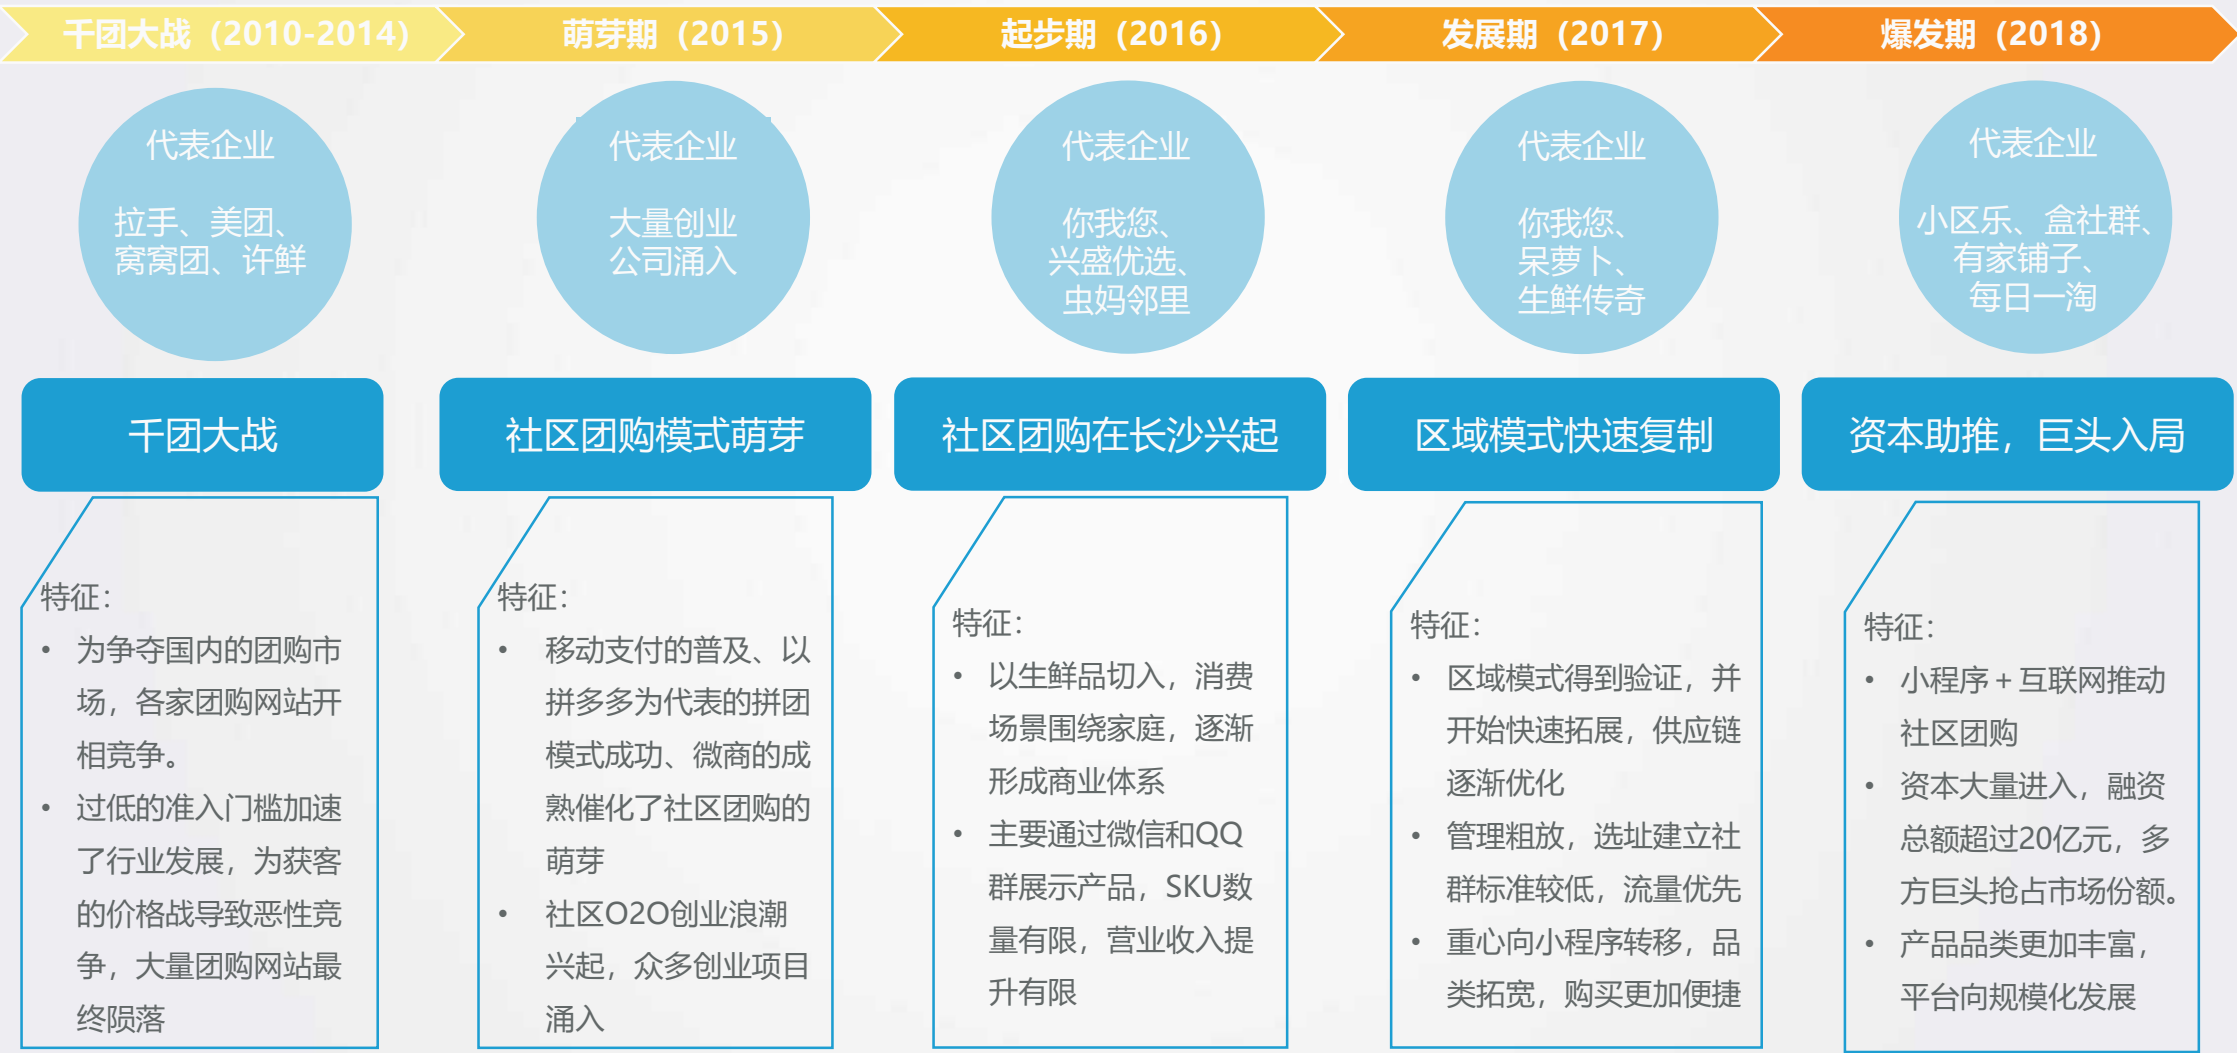 千团大战（2010-2014）
萌芽期（2015）
起步期（2016）
发展期（2017）
爆发期（2018）
代表企业
拉手、美团、
窝窝团、许鲜
代表企业
大量创业
公司涌入
代表企业
你我您、
兴盛优选、
虫妈邻里
代表企业
你我您、
呆萝卜、
生鲜传奇
代表企业
小区乐、盒社群、
有家铺子、
每日一淘
千团大战
社区团购模式萌芽
社区团购在长沙兴起
区域模式快速复制
资本助推，巨头入局
特征：
• 为争夺国内的团购市
场，各家团购网站开
相竞争。
• 过低的准入门槛加速
了行业发展，为获客
的价格战导致恶性竞
争，大量团购网站最
终陨落
特征：
• 移动支付的普及、以
拼多多为代表的拼团
模式成功、微商的成
熟催化了社区团购的
萌芽
• 社区O2O创业浪潮
兴起，众多创业项目
涌入
特征：
• 以生鲜品切入，消费
场景围绕家庭，逐渐
形成商业体系
• 主要通过微信和QQ
群展示产品，SKU数
量有限，营业收入提
升有限
特征：
• 区域模式得到验证，并
开始快速拓展，供应链
逐渐优化
• 管理粗放，选址建立社
群标准较低，流量优先
• 重心向小程序转移，品
类拓宽，购买更加便捷
特征：
• 小程序＋互联网推动
社区团购
• 资本大量进入，融资
总额超过20亿元，多
方巨头抢占市场份额。
• 产品品类更加丰富，
平台向规模化发展